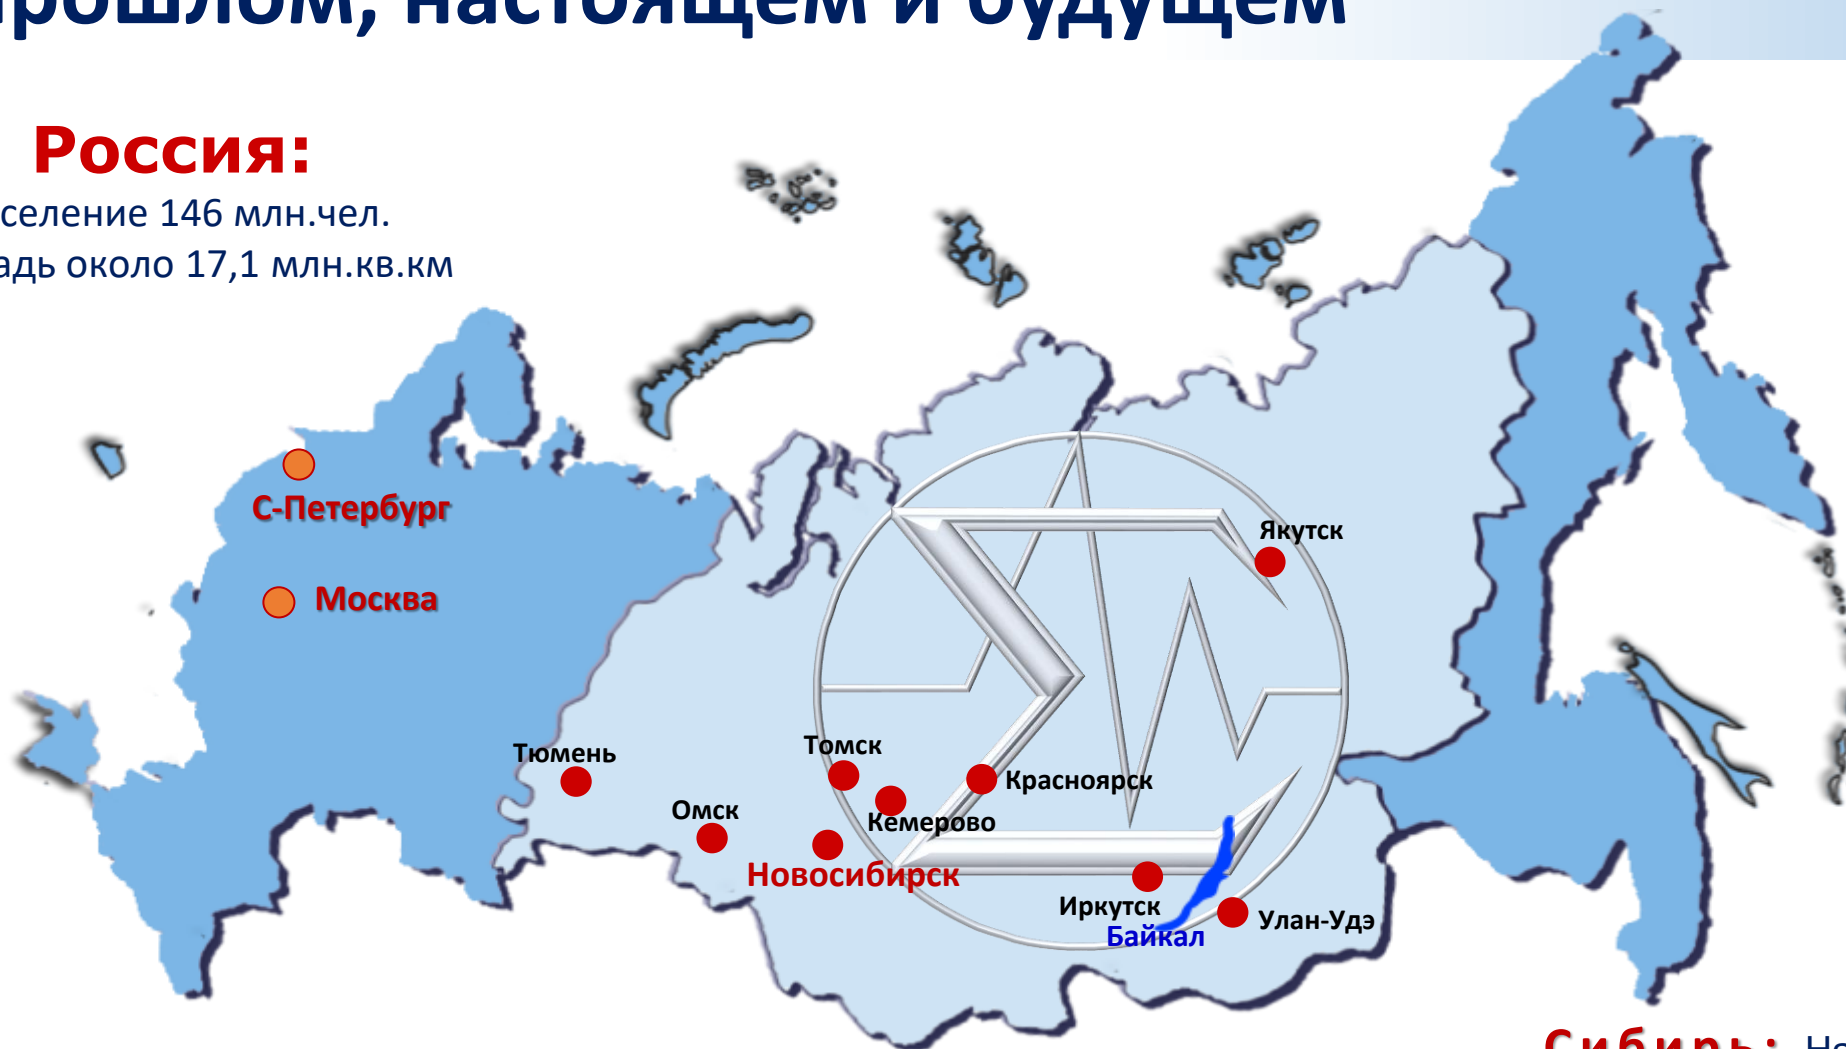 прошлом, настоящем и будущем
Россия:
селение 146 млн.чел.
адь около 17,1 млн.кв.км
С-Петербург
Якутск
Москва
Томск
Тюмень
Красноярск
Омск
Кемерово
Новосибирск
Иркутск
Улан-Удэ
Байкал
Сибирь: На